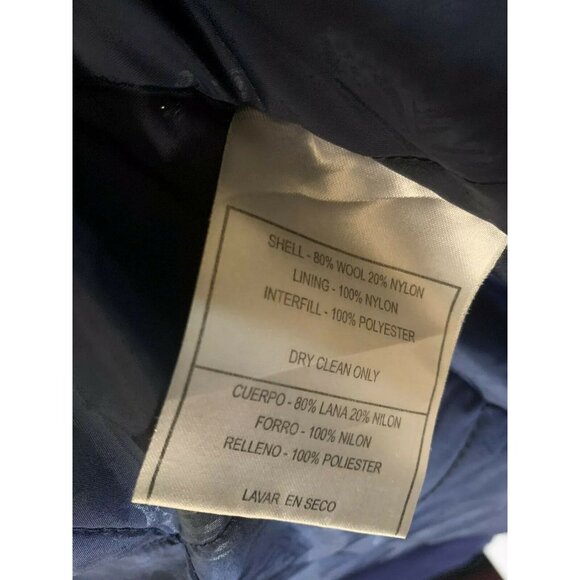 SHELL - 80% WOOL 20% NYLON
LINING - 100% NYLON
INTERFILL - 100% POLYESTER
DRY CLEAN ONLY
CUERPO - 80% LANA 20% NILON
FORRO - 100% NILON
RELLENO - 100% POLIESTER
LAVAR EN SECO